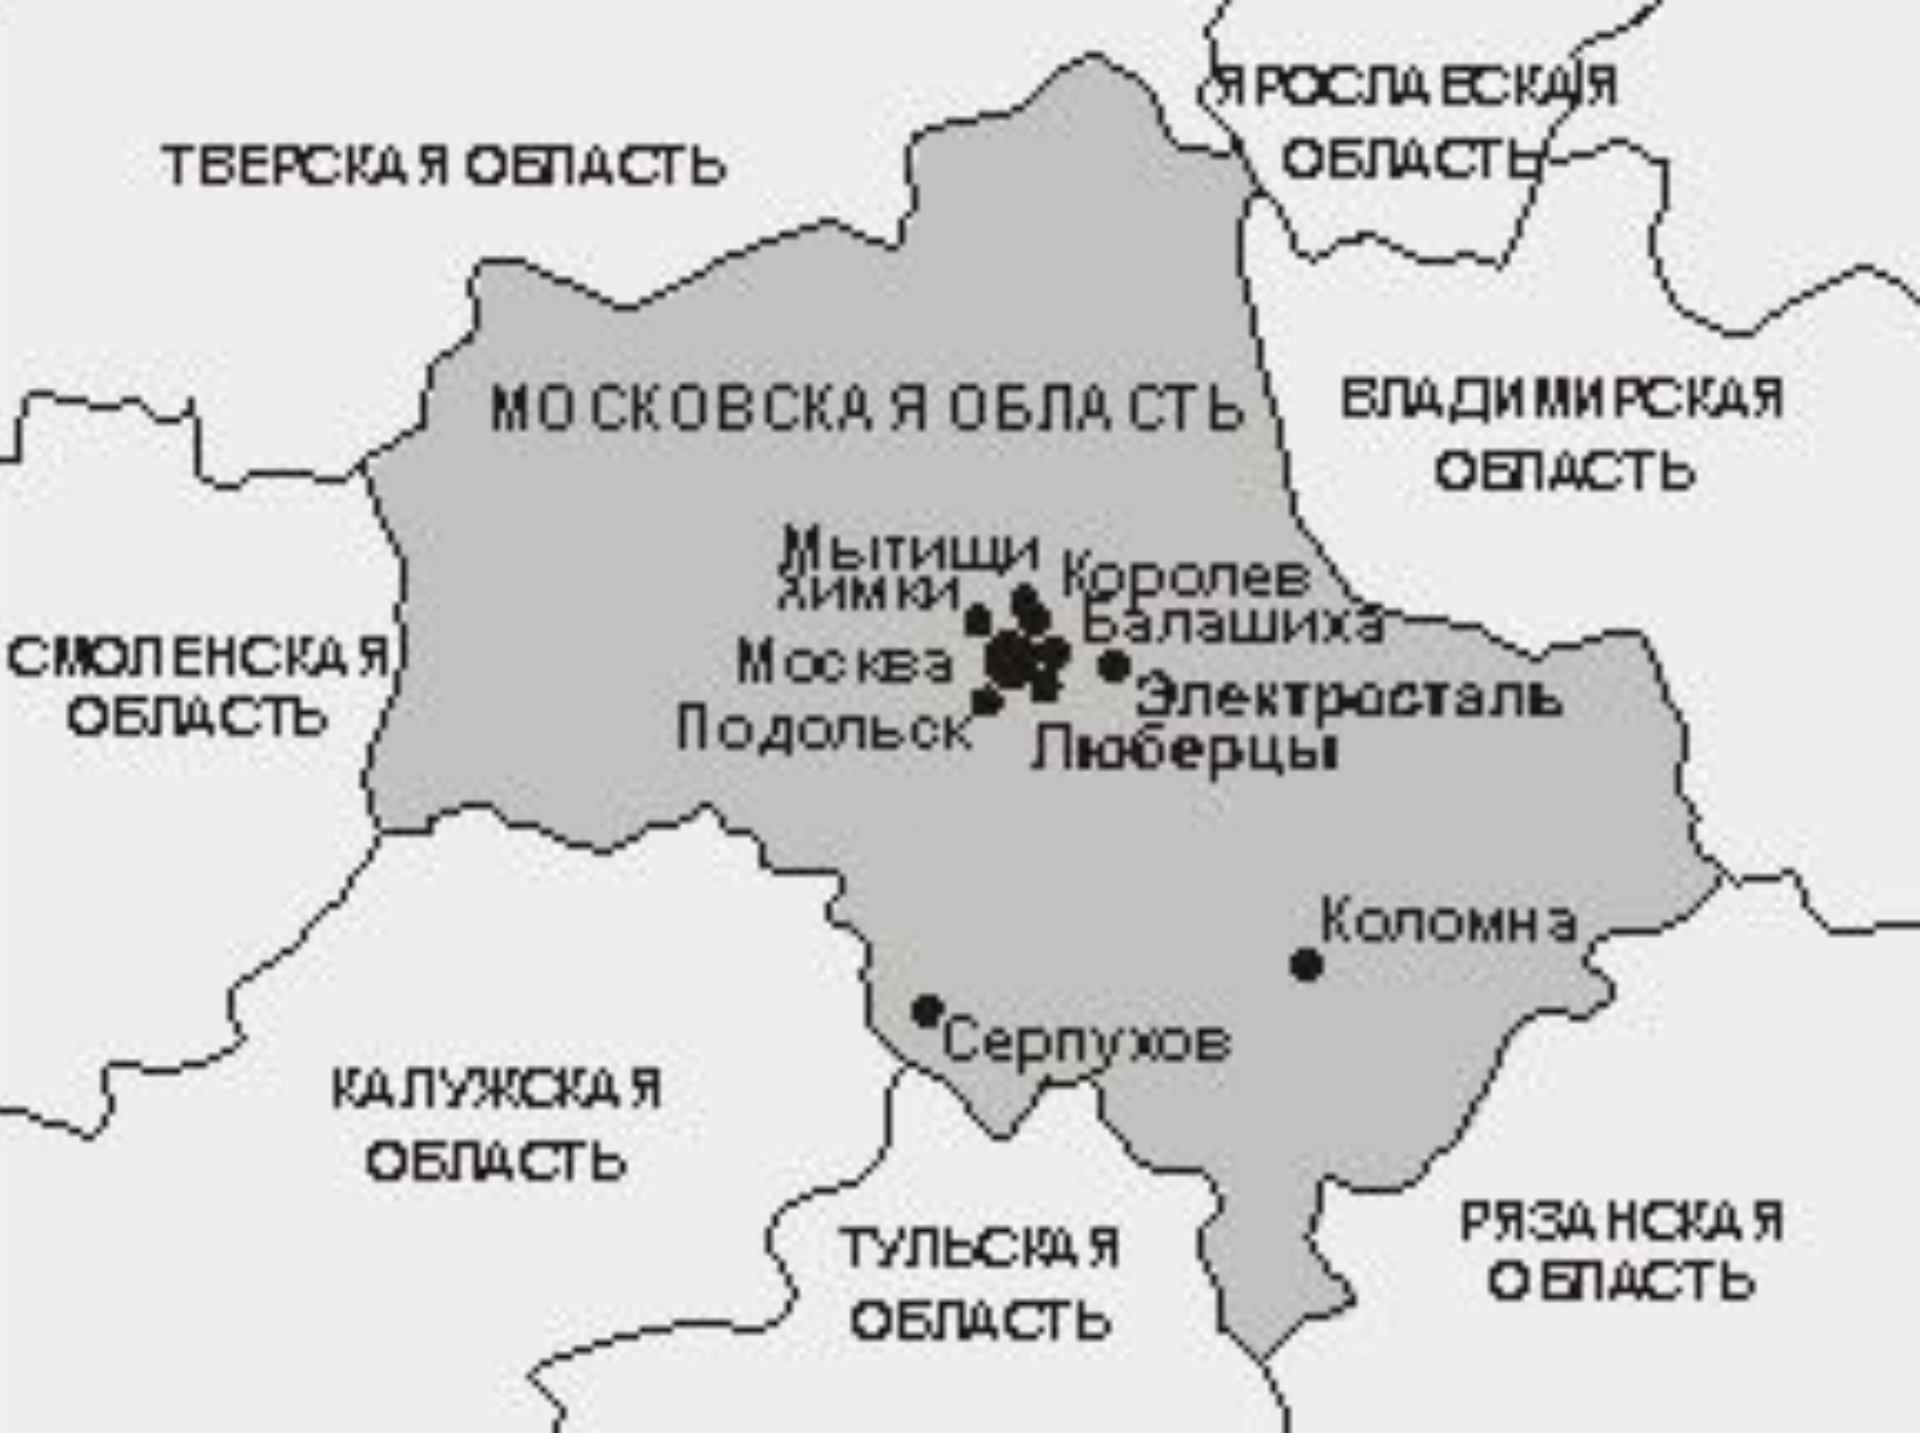 ЯРОСЛАВСКАЯ
ОБЛАСТЬ
ТВЕРСКАЯ ОБЛАСТЬ
МОСКОВСКАЯ ОБЛАСТЬ
ВЛАДИМИРСКАЯ
ОБЛАСТЬ
Мытищи
Королев
Химки
Балашиха
СМОЛЕНСКАЯ
ОБЛАСТЬ
Москва
Электросталь
Подольск
Люберцы
Коломна
Серпухов
КАЛУЖСКАЯ
ОБЛАСТЬ
ТУЛЬСКАЯ
ОБЛАСТЬ
РЯЗАНСКАЯ
ОБЛАСТЬ